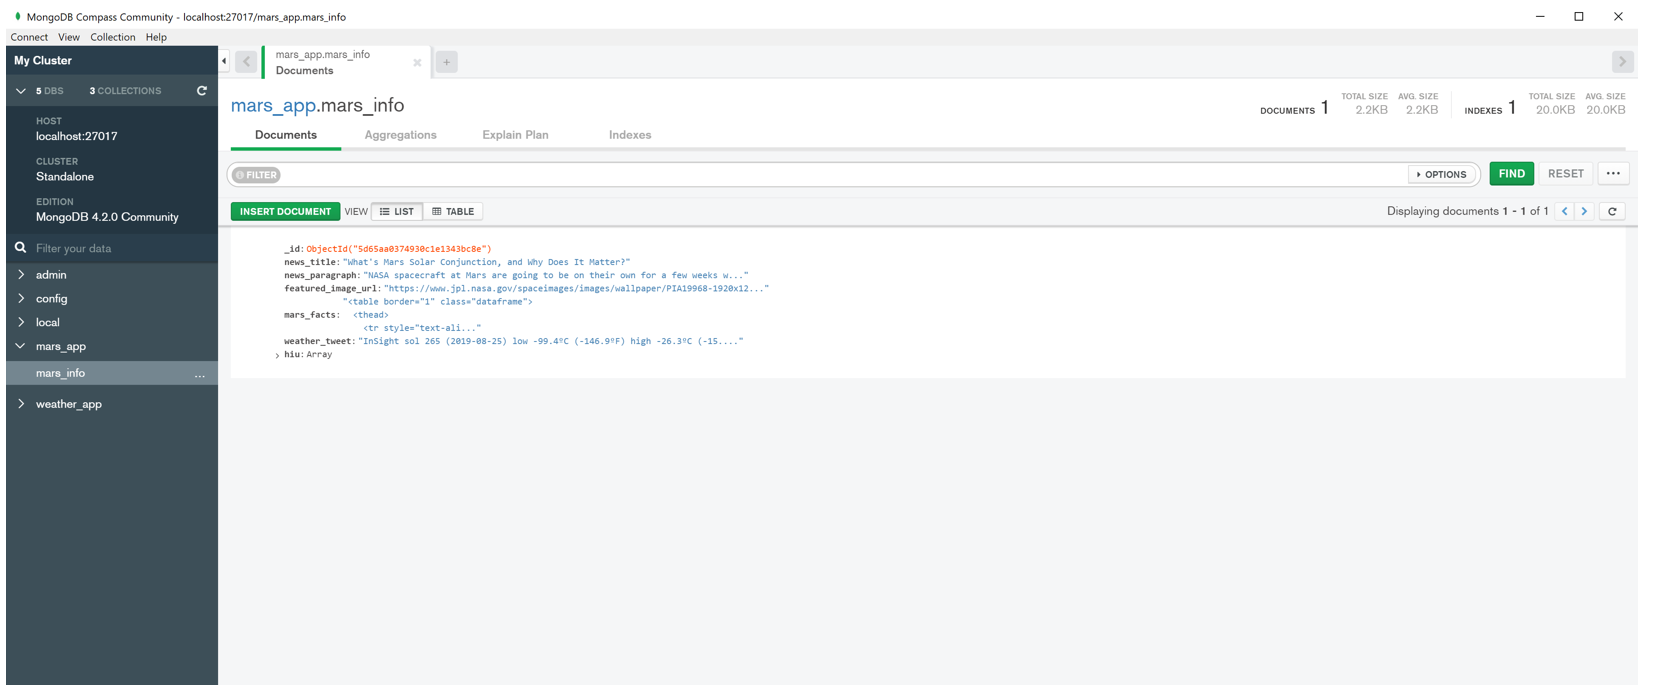 MongoDB Compass Community - localhost:27017/mars_app.mars_info
Connect View Collection Help
My Cluster
5 DBS 3 COLLECTIONS
HOST
localhost:27017
CLUSTER
Standalone
EDITION
MongoDB 4.2.0 Community
Filter your data
admin
config
local
mars_app
mars_info ...
weather_app
mars_app.mars_info
Documents
mars_app.mars_info
DOCUMENTS 1 TOTAL SIZE 2.2KB AVG. SIZE 2.2KB INDEXES 1 TOTAL SIZE 20.0KB AVG. SIZE 20.0KB
Documents Aggregations Explain Plan Indexes
FILTER OPTIONS FIND RESET ...
INSERT DOCUMENT VIEW LIST TABLE Displaying documents 1 - 1 of 1
_id: ObjectId("5d65aa0374930c1e1343bc8e")
news_title: "What's Mars Solar Conjunction, and Why Does It Matter?"
news_paragraph: "NASA spacecraft at Mars are going to be on their own for a few weeks w..."
featured_image_url: "https://www.jpl.nasa.gov/spaceimages/images/wallpaper/PIA19968-1920x12..."
"<table border="1" class="dataframe">
mars_facts: <thead>
<tr style="text-ali..."
weather_tweet: "InSight sol 265 (2019-08-25) low -99.4ºC (-146.9ºF) high -26.3ºC (-15...."
hiu: Array